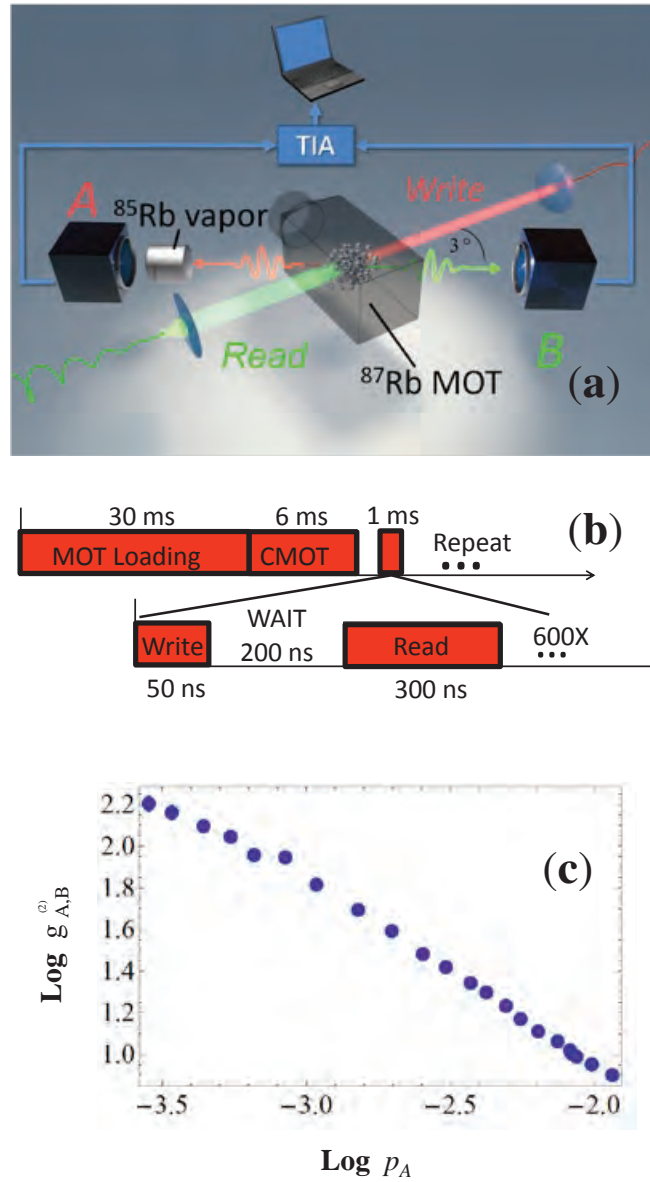 TIA
A
⁸⁵Rb vapor
Write
3°
Read
B
⁸⁷Rb MOT
(a)
30 ms
6 ms
1 ms
(b)
MOT Loading
CMOT
Repeat
...
Write
WAIT
200 ns
Read
600X
...
50 ns
300 ns
2.2
2.0
1.8
1.6
1.4
1.2
1.0
(c)
Log g⁽²⁾A,B
−3.5 −3.0 −2.5 −2.0
Log pA